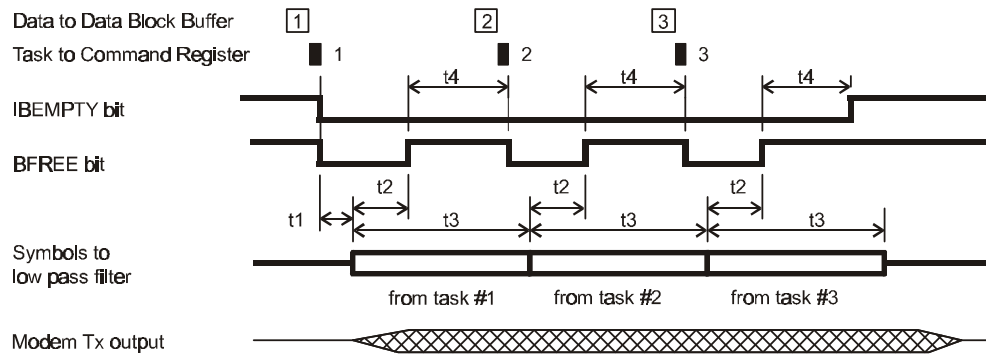 Data to Data Block Buffer 1 2 3
Task to Command Register 1 2 3
t4 t4 t4
IBEMPTY bit
BFREE bit
t2 t2 t2
t1 t3 t3 t3
Symbols to
low pass filter
from task #1 from task #2 from task #3
Modem Tx output